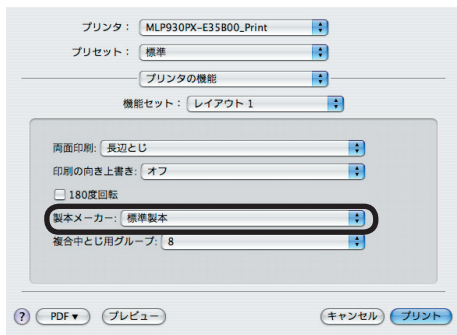 プリンタ： MLP930PX-E35B00_Print
プリセット： 標準
プリンタの機能
機能セット： レイアウト 1
両面印刷: 長辺とじ
印刷の向き上書き: オフ
180度回転
製本メーカー: 標準製本
複合中とじ用グループ: 8
? PDF▼ プレビュー キャンセル プリント